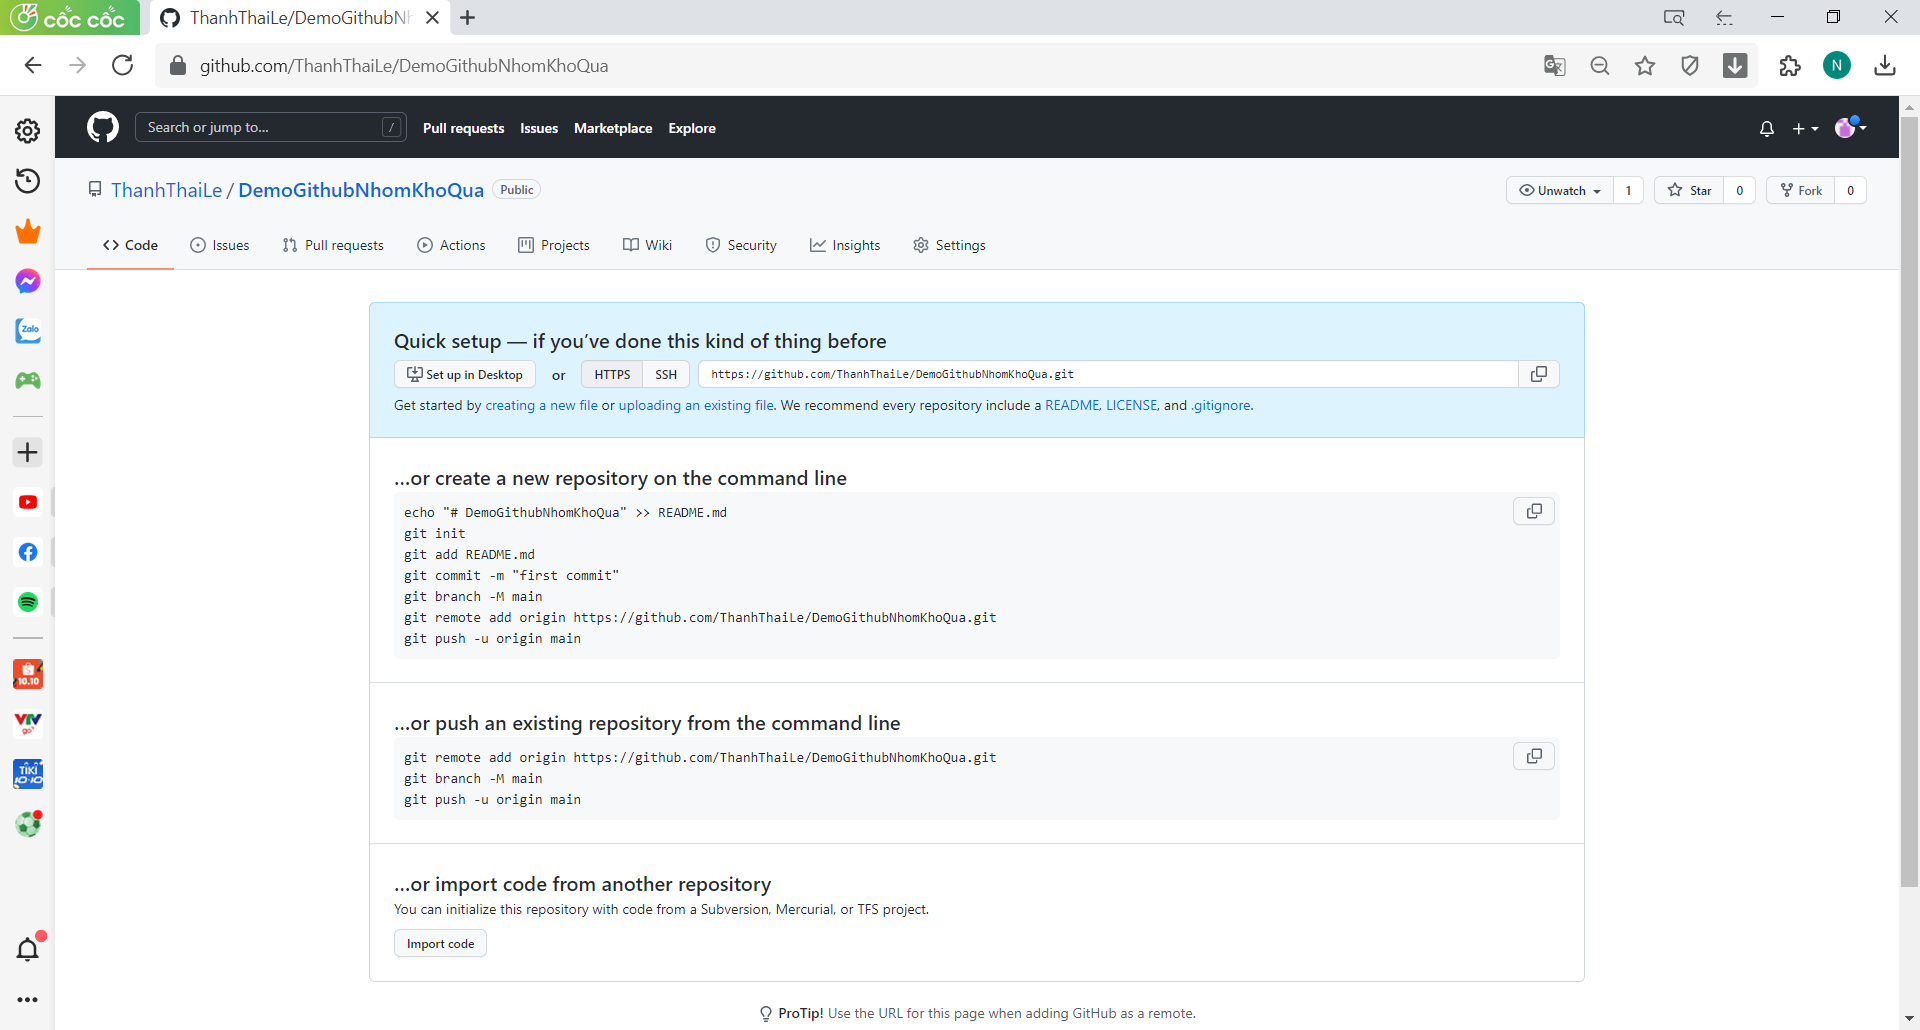 cốc cốc
ThanhThaiLe/DemoGithubNh
github.com/ThanhThaiLe/DemoGithubNhomKhoQua
N
Search or jump to...
/
Pull requests
Issues
Marketplace
Explore
ThanhThaiLe / DemoGithubNhomKhoQua
Public
Unwatch
1
Star
0
Fork
0
Code
Issues
Pull requests
Actions
Projects
Wiki
Security
Insights
Settings
Zalo
10.10
VTV
go
TIKI
10·10
Quick setup — if you’ve done this kind of thing before
Set up in Desktop
or
HTTPS
SSH
https://github.com/ThanhThaiLe/DemoGithubNhomKhoQua.git
Get started by creating a new file or uploading an existing file. We recommend every repository include a README, LICENSE, and .gitignore.
…or create a new repository on the command line
echo "# DemoGithubNhomKhoQua" >> README.md
git init
git add README.md
git commit -m "first commit"
git branch -M main
git remote add origin https://github.com/ThanhThaiLe/DemoGithubNhomKhoQua.git
git push -u origin main
…or push an existing repository from the command line
git remote add origin https://github.com/ThanhThaiLe/DemoGithubNhomKhoQua.git
git branch -M main
git push -u origin main
…or import code from another repository
You can initialize this repository with code from a Subversion, Mercurial, or TFS project.
Import code
ProTip! Use the URL for this page when adding GitHub as a remote.